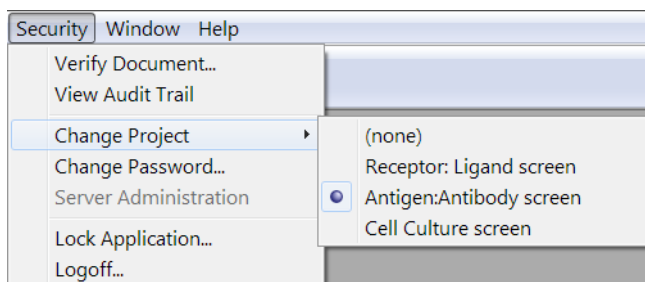 Security Window Help
Verify Document...
View Audit Trail
Change Project
(none)
Change Password...
Receptor: Ligand screen
Server Administration
Antigen:Antibody screen
Cell Culture screen
Lock Application...
Logoff...